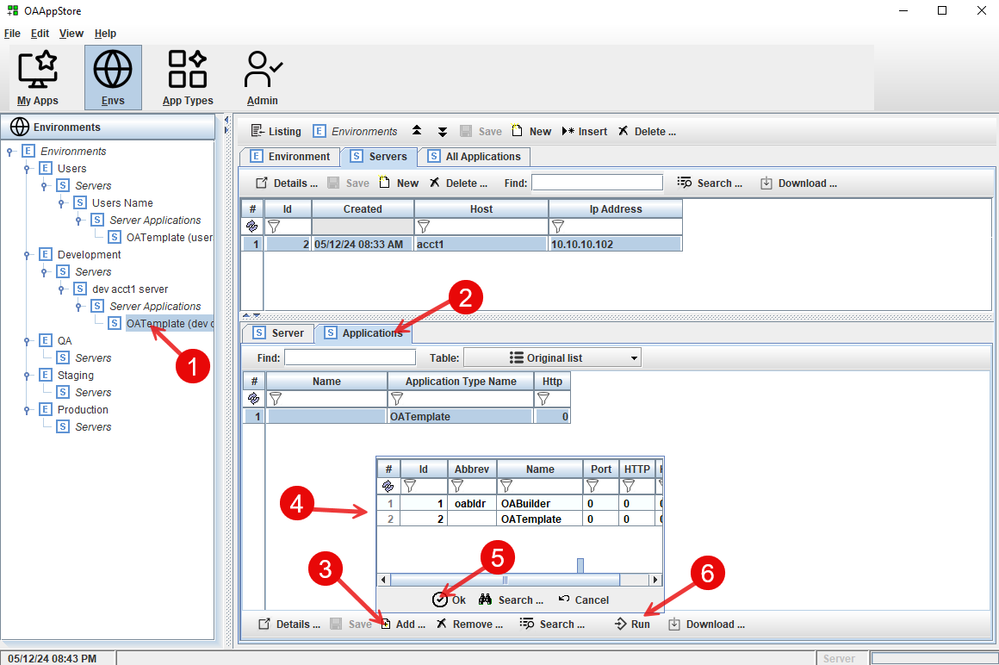 OAAppStore
File Edit View Help
My Apps Envs App Types Admin
Environments
Environments
Users
Servers
Users Name
Server Applications
OATemplate (user
Development
Servers
dev acct1 server
Server Applications
OATemplate (dev
QA
Servers
Staging
Servers
Production
Servers
1
Listing E Environments Save New Insert Delete ...
E Environment S Servers S All Applications
Details ... Save New Delete ... Find: Search ... Download ...
# Id Created Host Ip Address
1 2 05/12/24 08:33 AM acct1 10.10.10.102
2
S Server S Applications
Find: Table: Original list
# Name Application Type Name Http
1 OATemplate 0
# Id Abbrev Name Port HTTP
1 1 oabldr OABuilder 0 0
2 2 OATemplate 0 0
4
3
5
6
Ok Search ... Cancel
Details ... Save Add ... Remove ... Search ... Run Download ...
05/12/24 08:43 PM Server